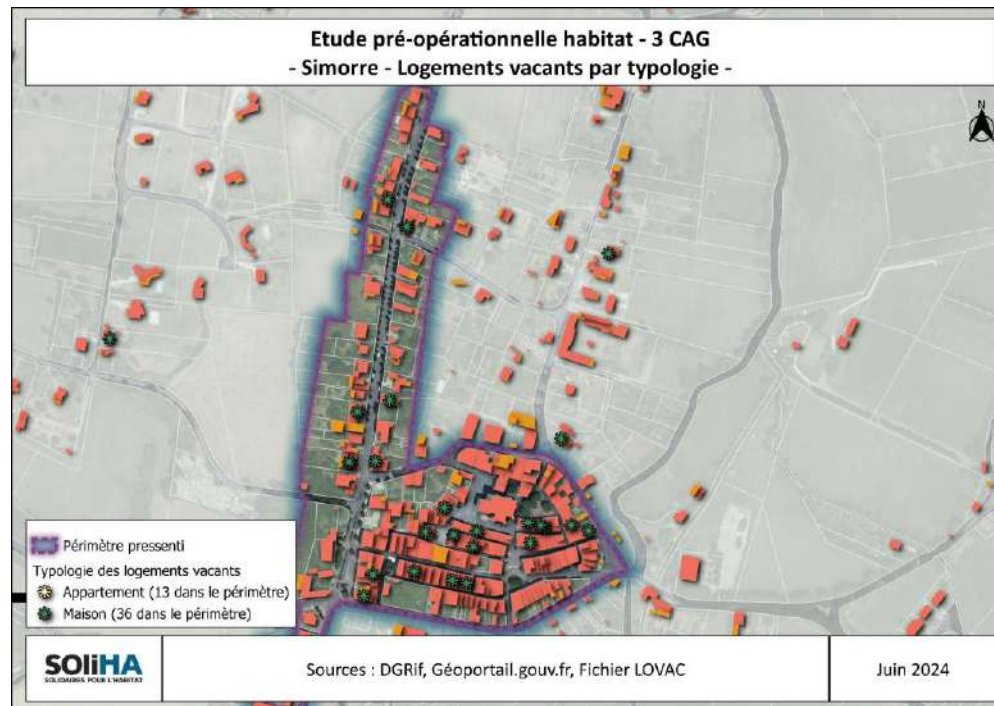 Etude pré-opérationnelle habitat - 3 CAG
- Simorre - Logements vacants par typologie -
N
Périmètre pressenti
Typologie des logements vacants
Appartement (13 dans le périmètre)
Maison (36 dans le périmètre)
SOLiHA
SOLIDAIRES POUR L'HABITAT
Sources : DGRif, Géoportail.gouv.fr, Fichier LOVAC
Juin 2024